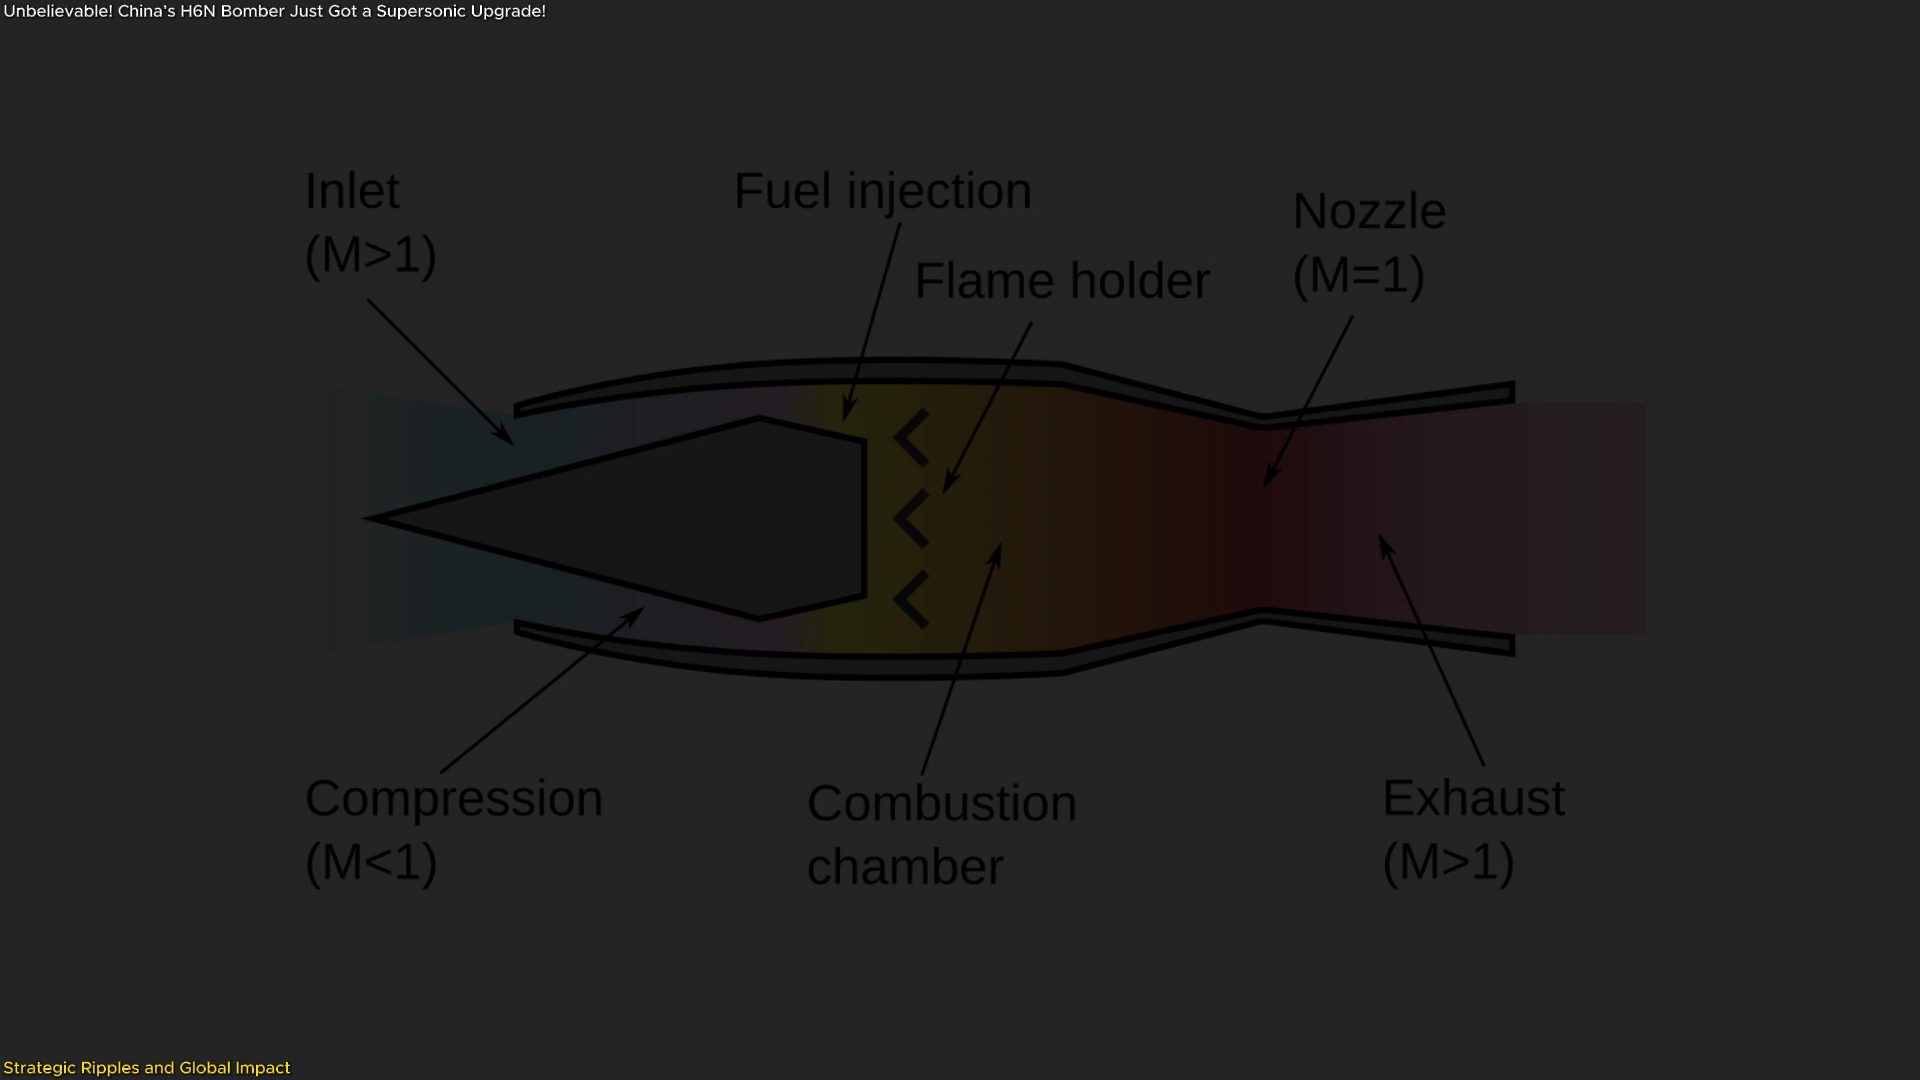 Unbelievable! China's H6N Bomber Just Got a Supersonic Upgrade!
Inlet
(M>1)
Fuel injection
Flame holder
Nozzle
(M=1)
Compression
(M<1)
Combustion
chamber
Exhaust
(M>1)
Strategic Ripples and Global Impact